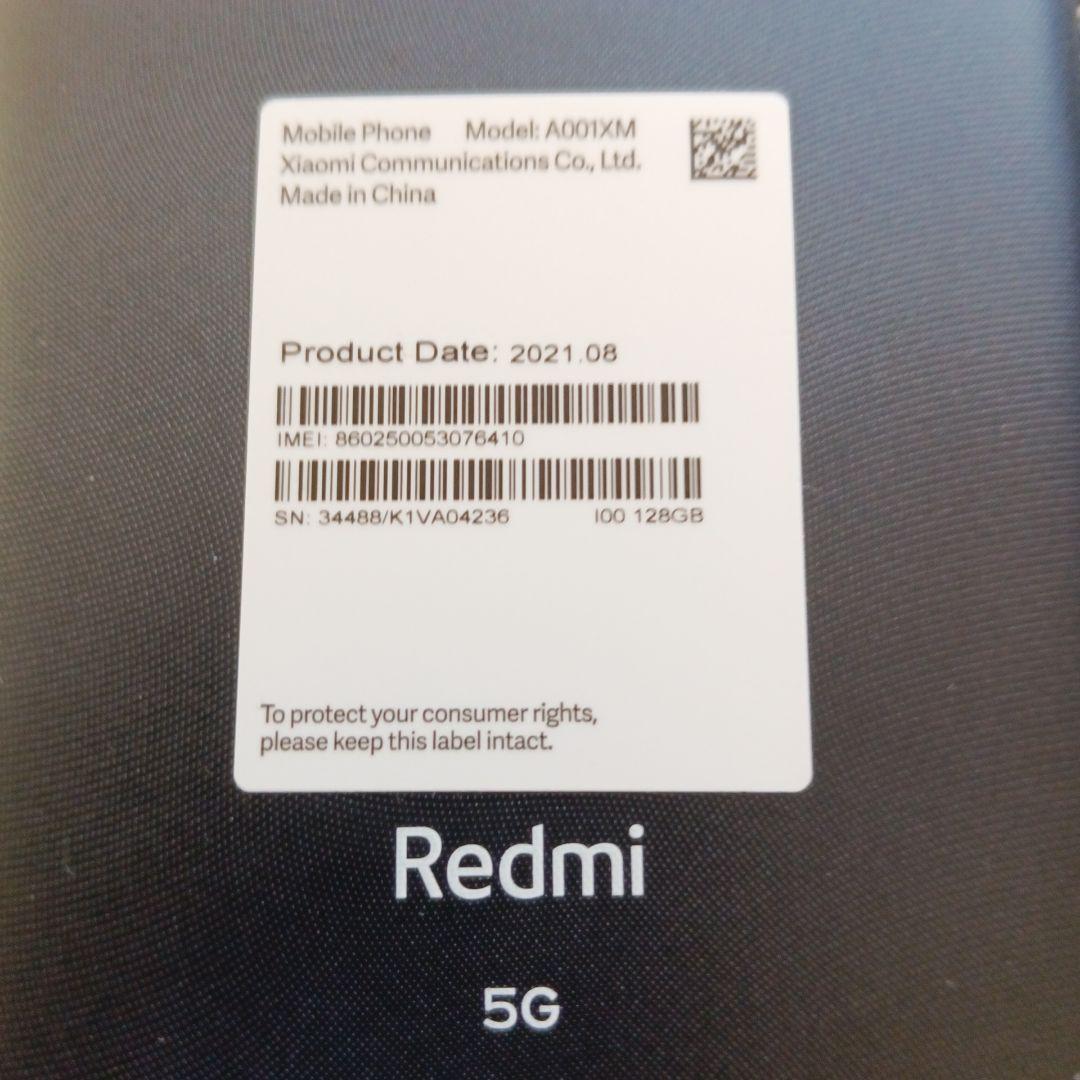 Mobile Phone Model: A001XM
Xiaomi Communications Co., Ltd.
Made in China
Product Date: 2021.08
IMEI: 860250053076410
SN: 34488/K1VA04236 I00 128GB
To protect your consumer rights,
please keep this label intact.
Redmi
5G